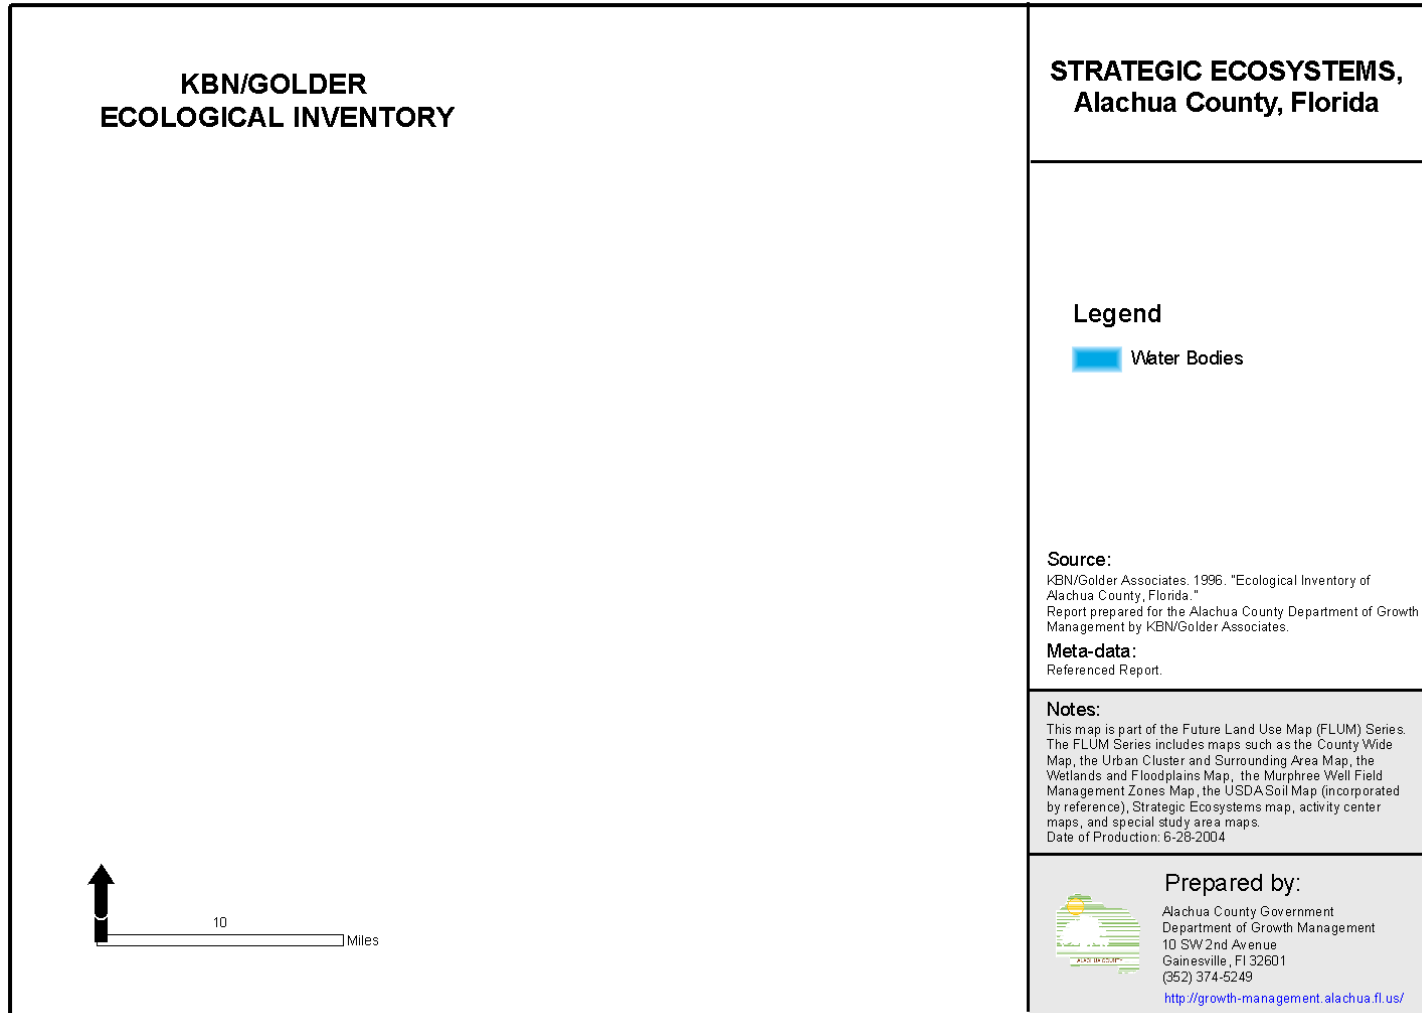 KBN/GOLDER
ECOLOGICAL INVENTORY
10
Miles
STRATEGIC ECOSYSTEMS,
Alachua County, Florida
Legend
Water Bodies
Source:
KBN/Golder Associates. 1996. "Ecological Inventory of
Alachua County, Florida."
Report prepared for the Alachua County Department of Growth
Management by KBN/Golder Associates.
Meta-data:
Referenced Report.
Notes:
This map is part of the Future Land Use Map (FLUM) Series.
The FLUM Series includes maps such as the County Wide
Map, the Urban Cluster and Surrounding Area Map, the
Wetlands and Floodplains Map, the Murphree Well Field
Management Zones Map, the USDA Soil Map (incorporated
by reference), Strategic Ecosystems map, activity center
maps, and special study area maps.
Date of Production: 6-28-2004
Prepared by:
Alachua County Government
Department of Growth Management
10 SW 2nd Avenue
Gainesville, Fl 32601
(352) 374-5249
http://growth-management.alachua.fl.us/
ALACHUA COUNTY